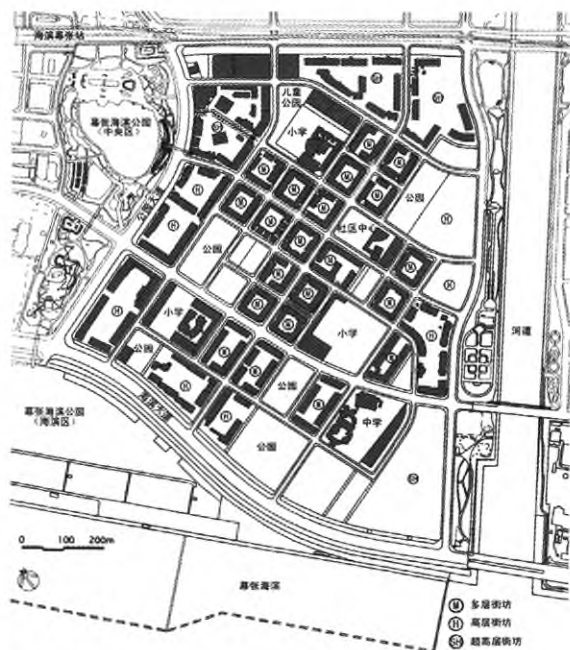 海滨幕张站
儿童
公园
小学
幕张海滨公园
（中央区）
公园
社区中心
公园
小学
小学
河道
公园
公园
中学
公园
幕张海滨公园
（海滨区）
0 100 200m
幕张海滨
M 多层街坊
H 高层街坊
SH 超高层街坊